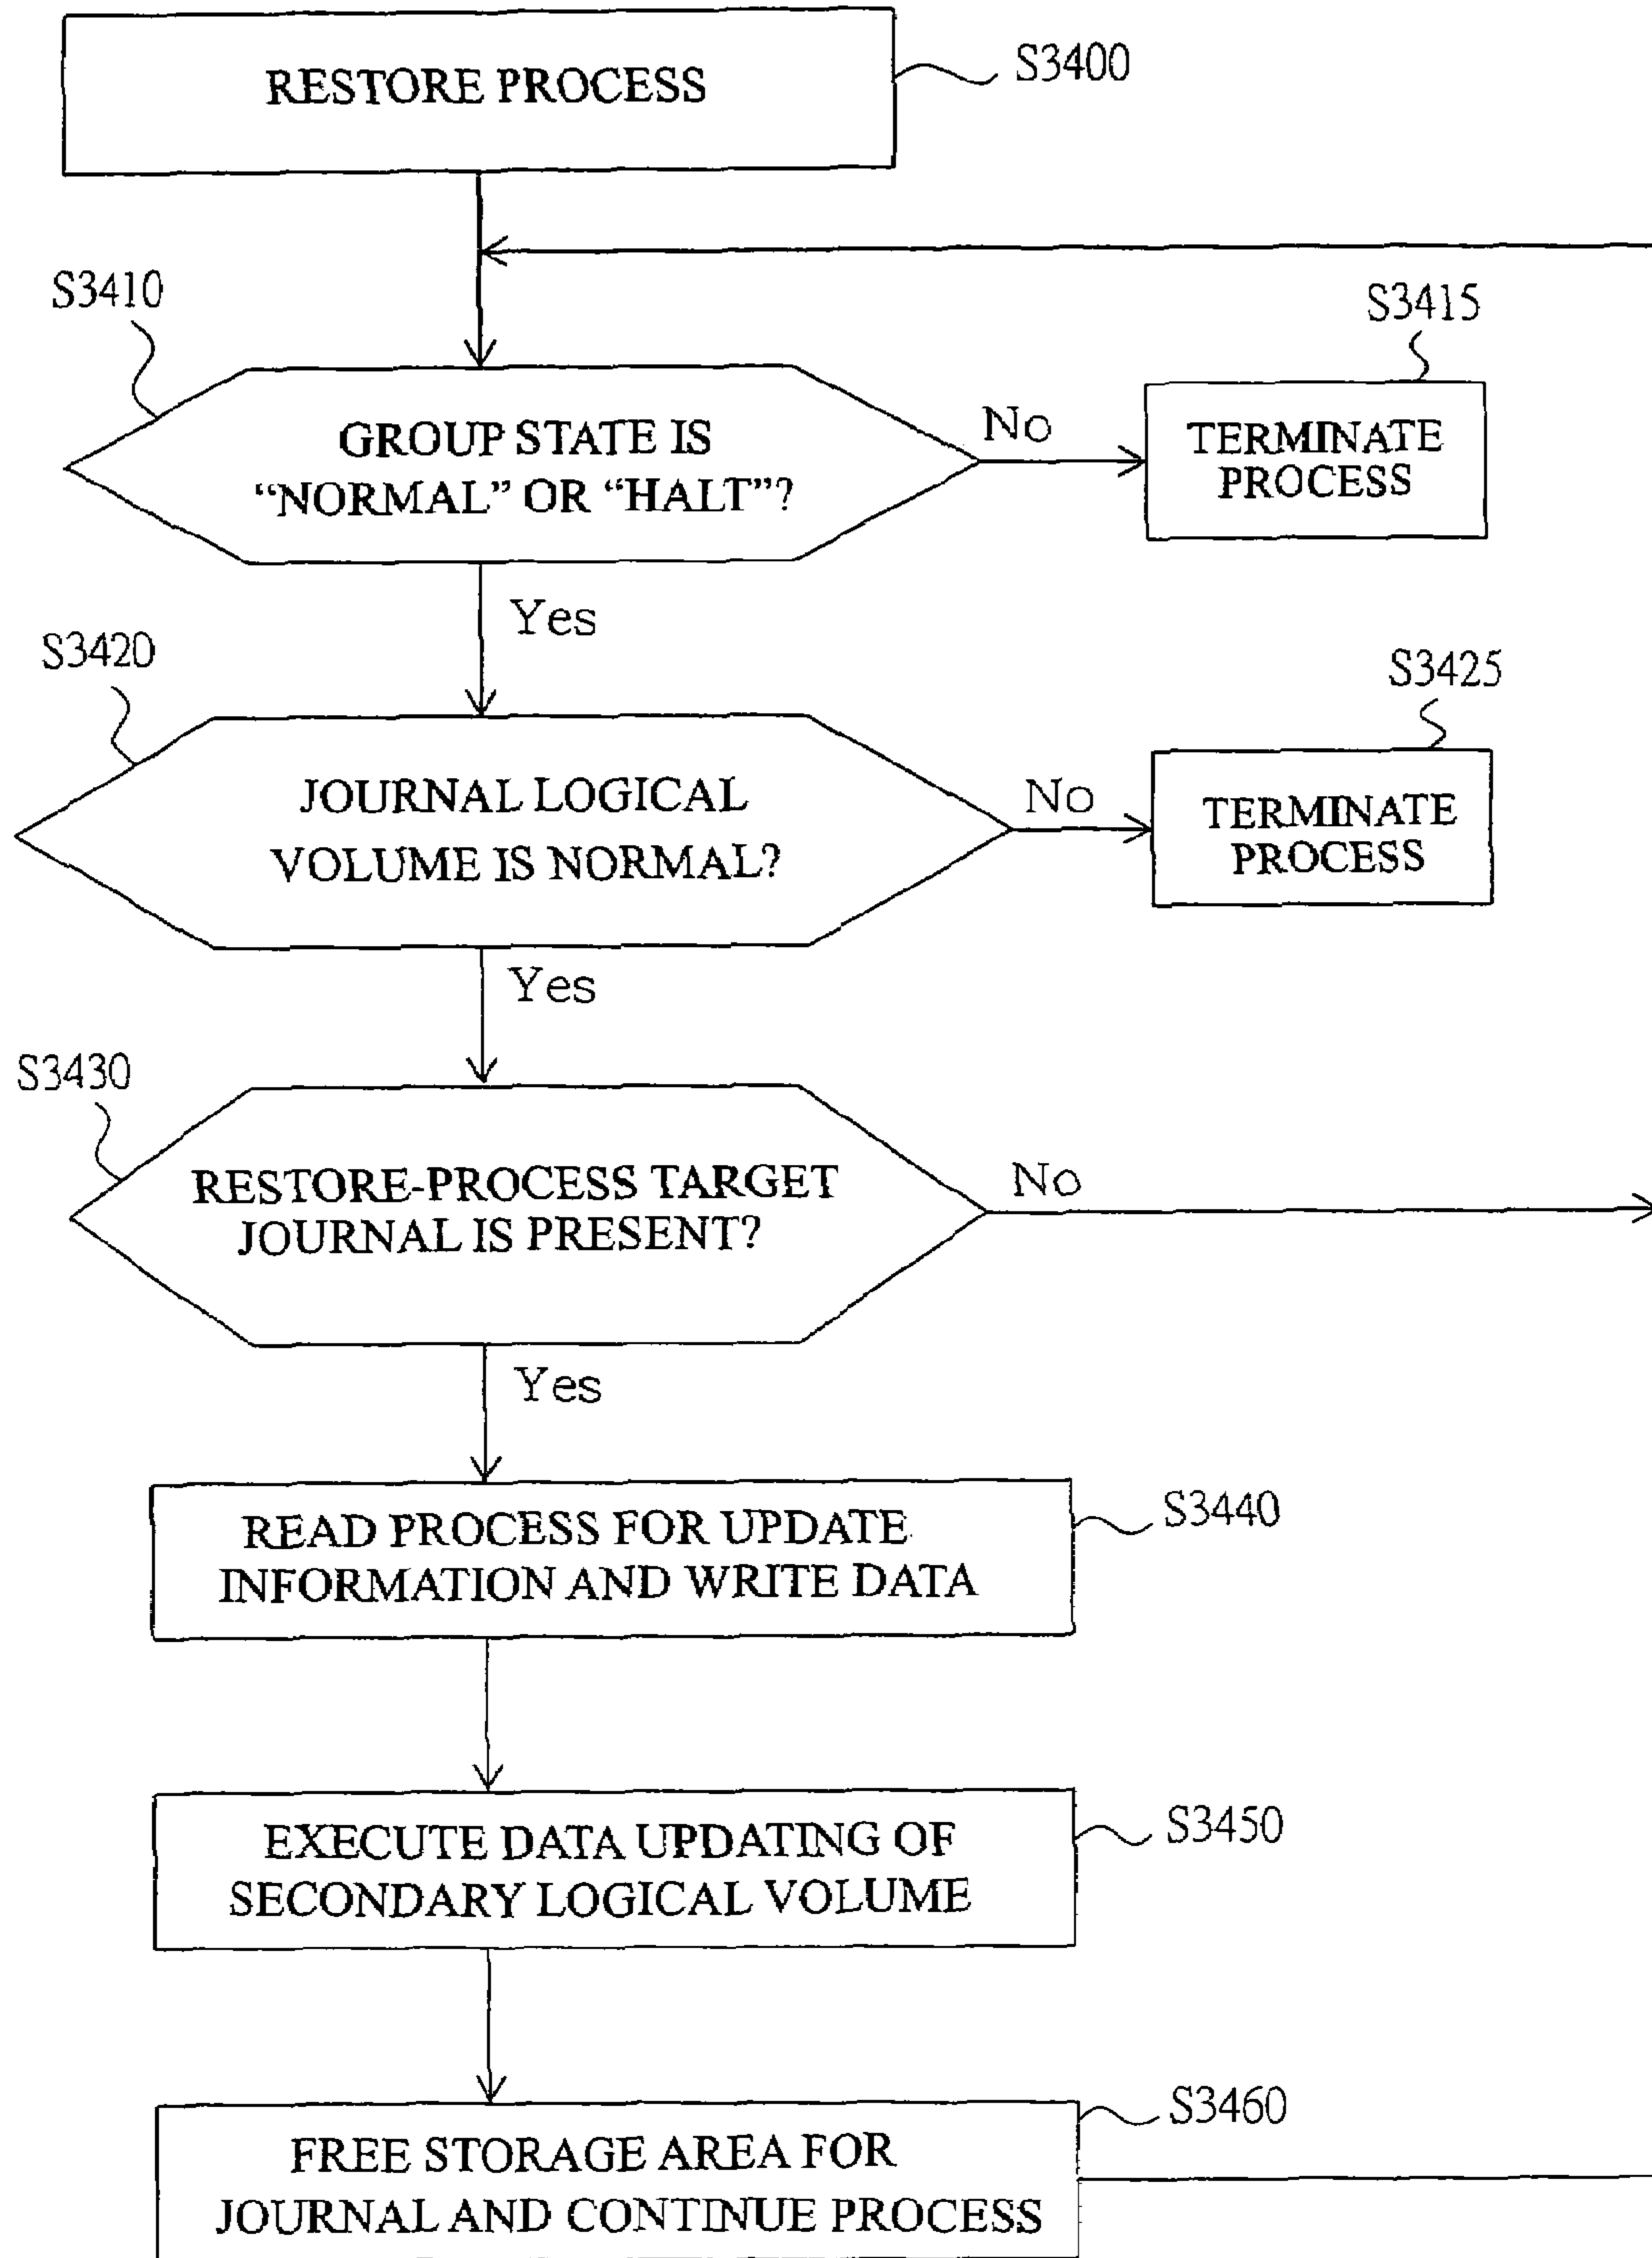 RESTORE PROCESS
S3400
S3410
S3415
GROUP STATE IS
“NORMAL” OR “HALT”?
No
TERMINATE
PROCESS
Yes
S3420
S3425
JOURNAL LOGICAL
VOLUME IS NORMAL?
No
TERMINATE
PROCESS
Yes
S3430
RESTORE-PROCESS TARGET
JOURNAL IS PRESENT?
No
Yes
READ PROCESS FOR UPDATE
INFORMATION AND WRITE DATA
S3440
EXECUTE DATA UPDATING OF
SECONDARY LOGICAL VOLUME
S3450
FREE STORAGE AREA FOR
JOURNAL AND CONTINUE PROCESS
S3460